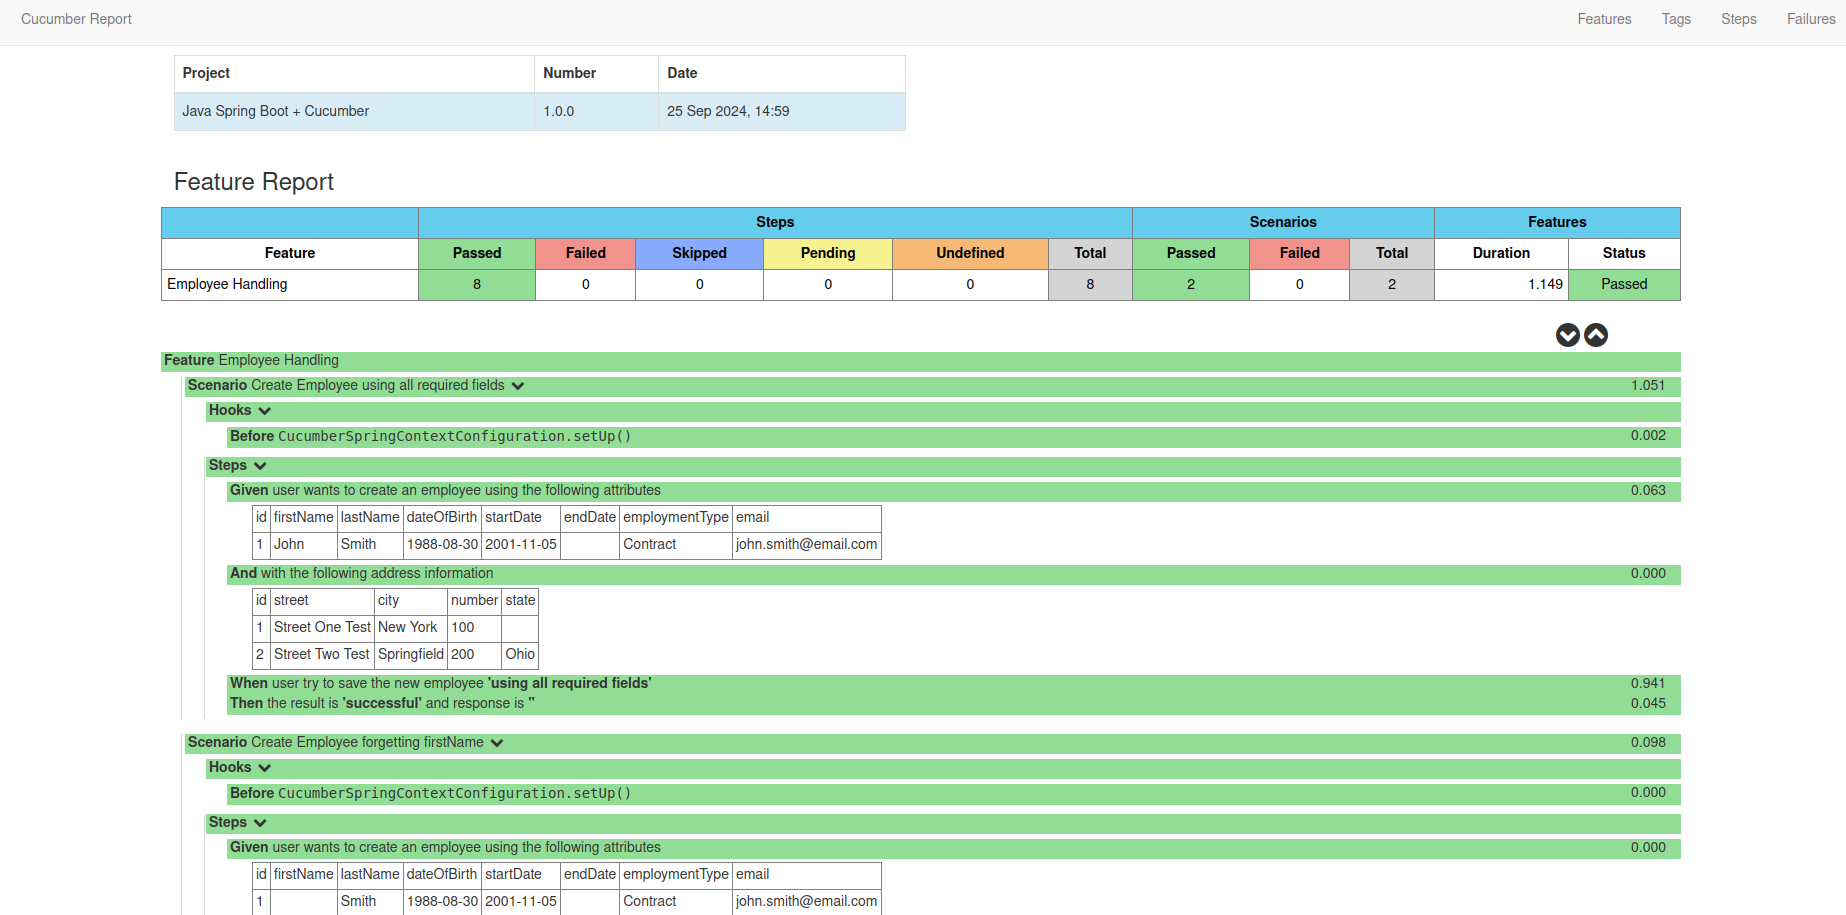 Cucumber Report Features Tags Steps Failures
Project Number Date
Java Spring Boot + Cucumber 1.0.0 25 Sep 2024, 14:59
Feature Report
Steps Scenarios Features
Feature Passed Failed Skipped Pending Undefined Total Passed Failed Total Duration Status
Employee Handling 8 0 0 0 0 8 2 0 2 1.149 Passed
Feature Employee Handling
Scenario Create Employee using all required fields 1.051
Hooks
Before CucumberSpringContextConfiguration.setUp() 0.002
Steps
Given user wants to create an employee using the following attributes 0.063
id firstName lastName dateOfBirth startDate endDate employmentType email
1 John Smith 1988-08-30 2001-11-05 Contract john.smith@email.com
And with the following address information 0.000
id street city number state
1 Street One Test New York 100
2 Street Two Test Springfield 200 Ohio
When user try to save the new employee 'using all required fields' 0.941
Then the result is 'successful' and response is '' 0.045
Scenario Create Employee forgetting firstName 0.098
Hooks
Before CucumberSpringContextConfiguration.setUp() 0.000
Steps
Given user wants to create an employee using the following attributes 0.000
id firstName lastName dateOfBirth startDate endDate employmentType email
1 Smith 1988-08-30 2001-11-05 Contract john.smith@email.com